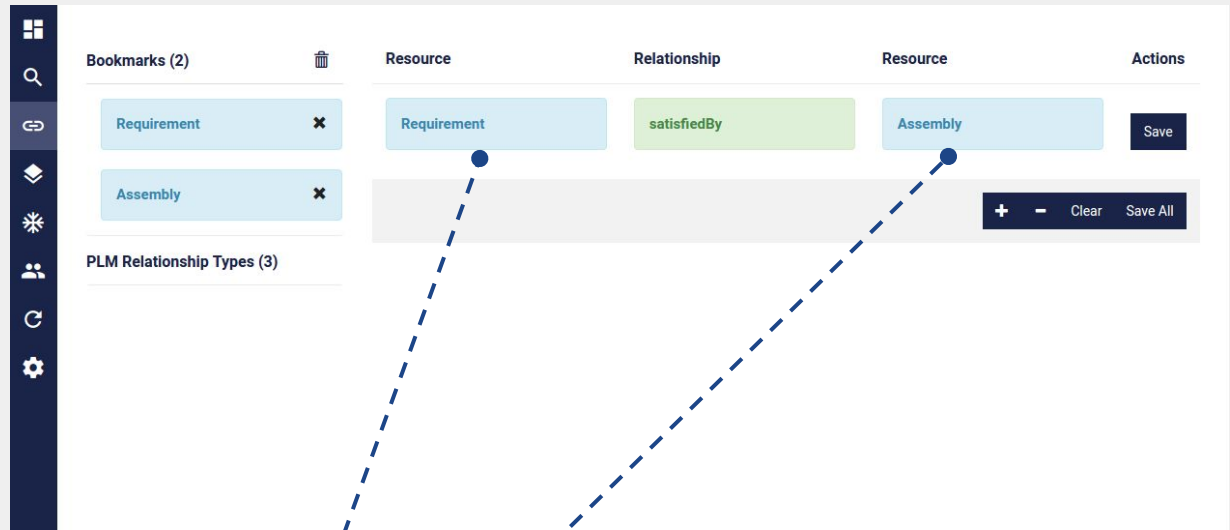 Bookmarks (2)
Requirement
Assembly
PLM Relationship Types (3)
Resource Relationship Resource Actions
Requirement satisfiedBy Assembly Save
+ - Clear Save All